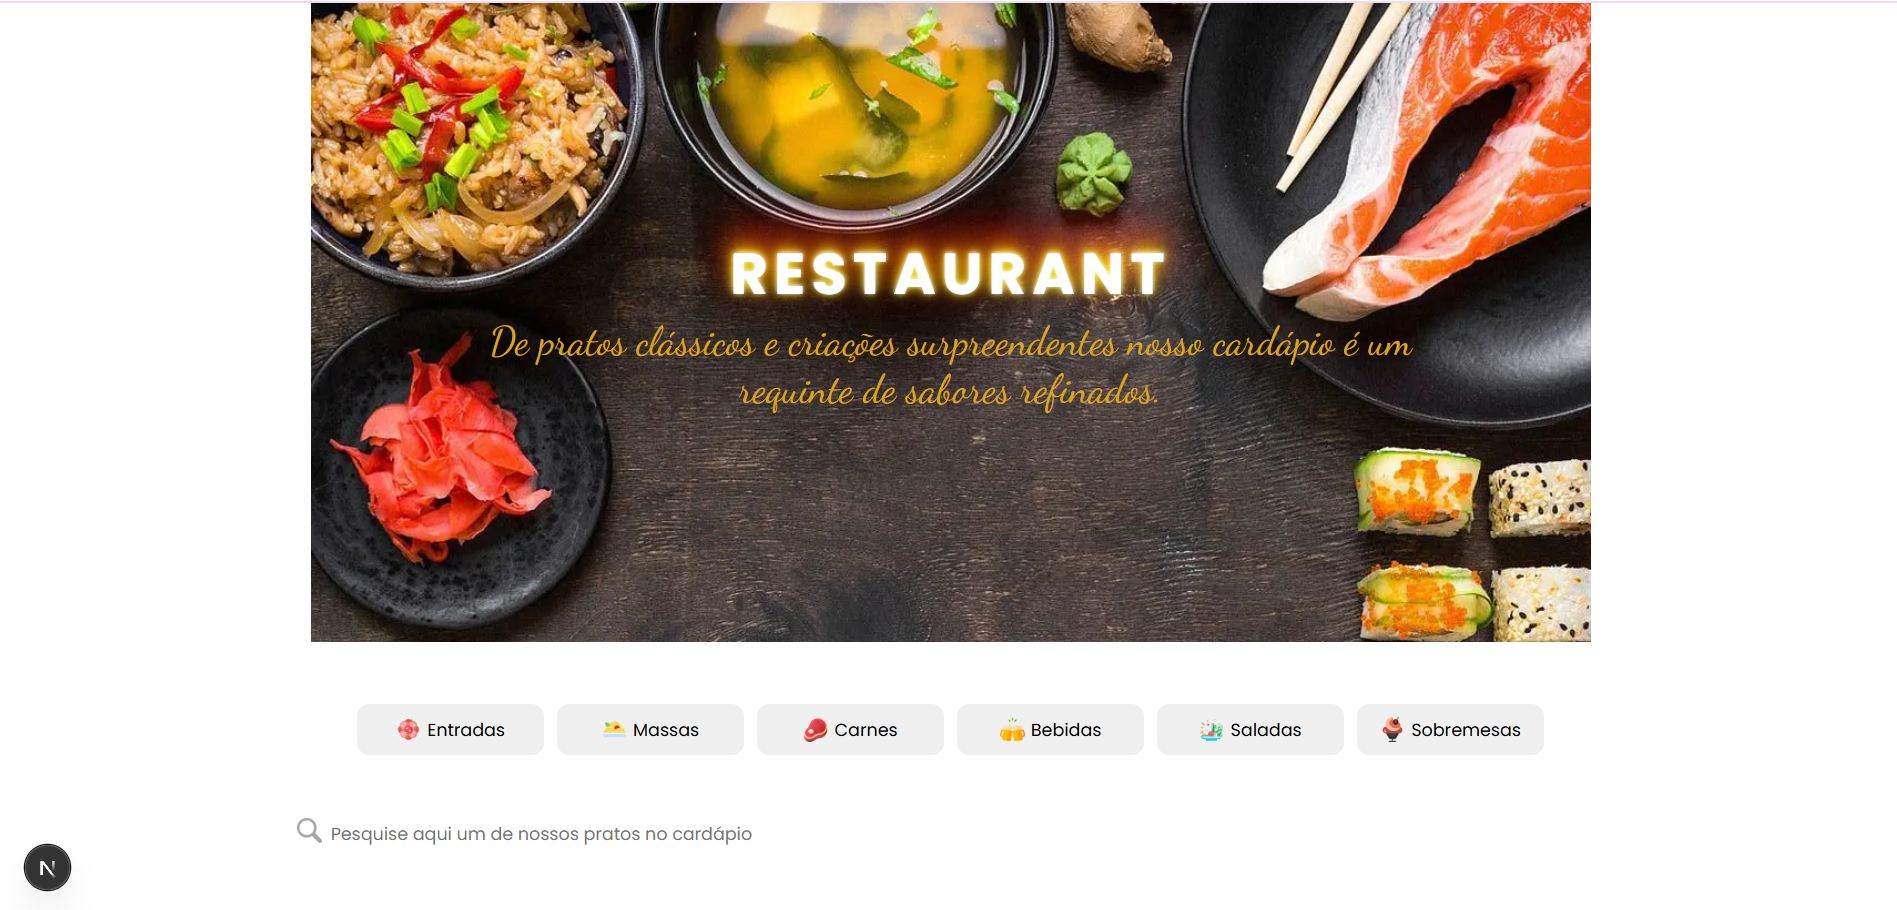 RESTAURANT
De pratos clássicos e criações surpreendentes nosso cardápio é um
requinte de sabores refinados.
Entradas
Massas
Carnes
Bebidas
Saladas
Sobremesas
Pesquise aqui um de nossos pratos no cardápio
N